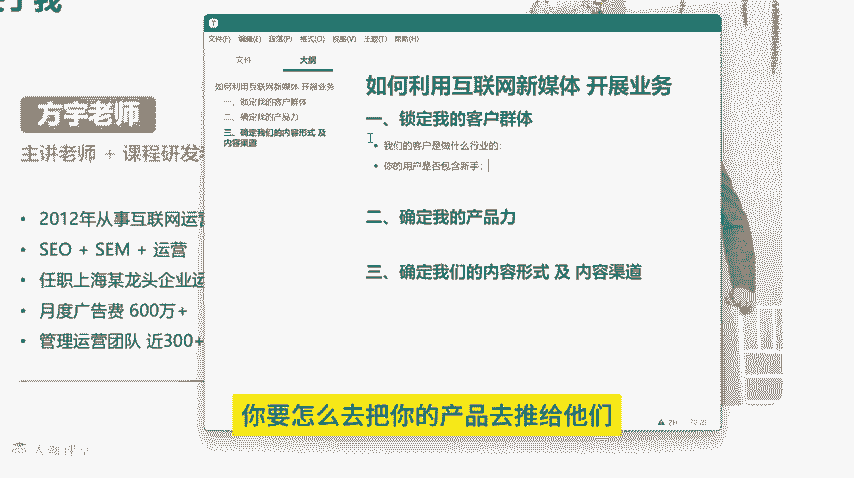 于了我
方宇老师
主讲老师 + 课程研发
• 2012年从事互联网运营
• SEO + SEM + 运营
• 任职上海某龙头企业运
• 月度广告费 600万+
• 管理运营团队 近300+
文件(F) 编辑(E) 段落(P) 格式(O) 视图(V) 主题(T) 帮助(H)
文件 大纲
如何利用互联网新媒体 开展业务
一、锁定我的客户群体
二、确定我的产品力
三、确定我们的内容形式 及
内容渠道
如何利用互联网新媒体 开展业务
一、锁定我的客户群体
• 我们的客户是做什么行业的:
• 你的用户是否包含新手:
二、确定我的产品力
三、确定我们的内容形式 及 内容渠道
你要怎么去把你的产品去推给他们